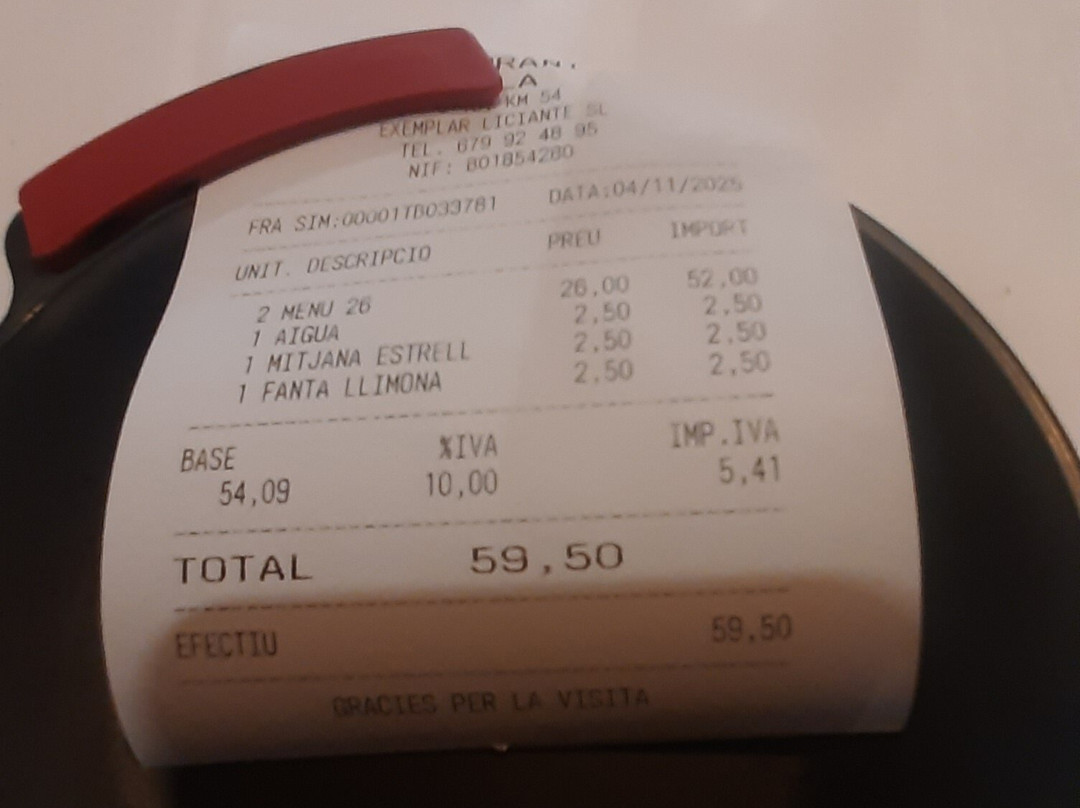 KM 54
EXEMPLAR LICIANTE SL
TEL. 679 92 48 95
NIF: B01854280
FRA SIM:00001TB033781 DATA:04/11/2025
UNIT. DESCRIPCIO PREU IMPORT
2 MENU 26 26,00 52,00
1 AIGUA 2,50 2,50
1 MITJANA ESTRELL 2,50 2,50
1 FANTA LLIMONA 2,50 2,50
BASE %IVA IMP.IVA
54,09 10,00 5,41
TOTAL 59,50
EFECTIU 59,50
GRACIES PER LA VISITA